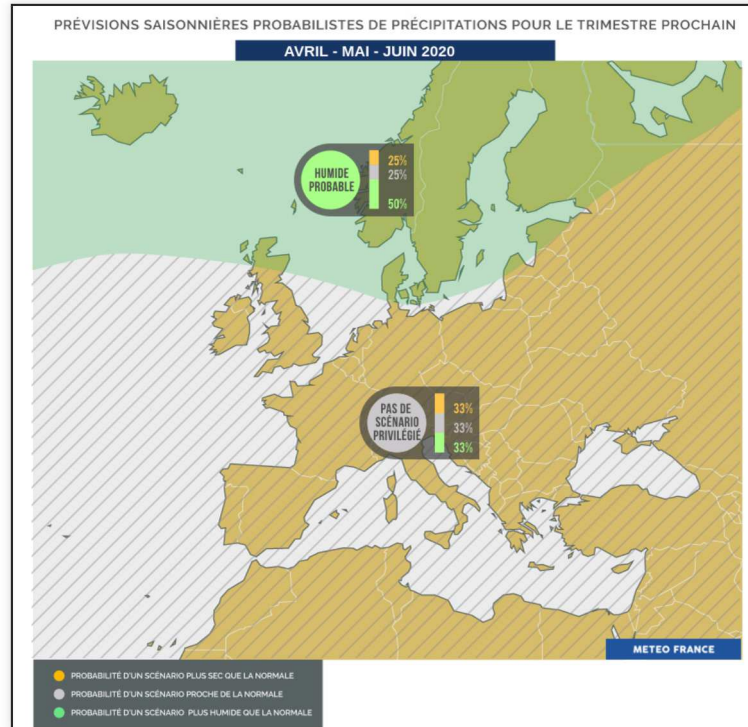 PRÉVISIONS SAISONNIÈRES PROBABILISTES DE PRÉCIPITATIONS POUR LE TRIMESTRE PROCHAIN
AVRIL - MAI - JUIN 2020
HUMIDE
PROBABLE
25%
25%
50%
PAS DE
SCÉNARIO
PRIVILÉGIÉ
33%
33%
33%
METEO FRANCE
PROBABILITÉ D'UN SCÉNARIO PLUS SEC QUE LA NORMALE
PROBABILITÉ D'UN SCÉNARIO PROCHE DE LA NORMALE
PROBABILITÉ D'UN SCÉNARIO PLUS HUMIDE QUE LA NORMALE